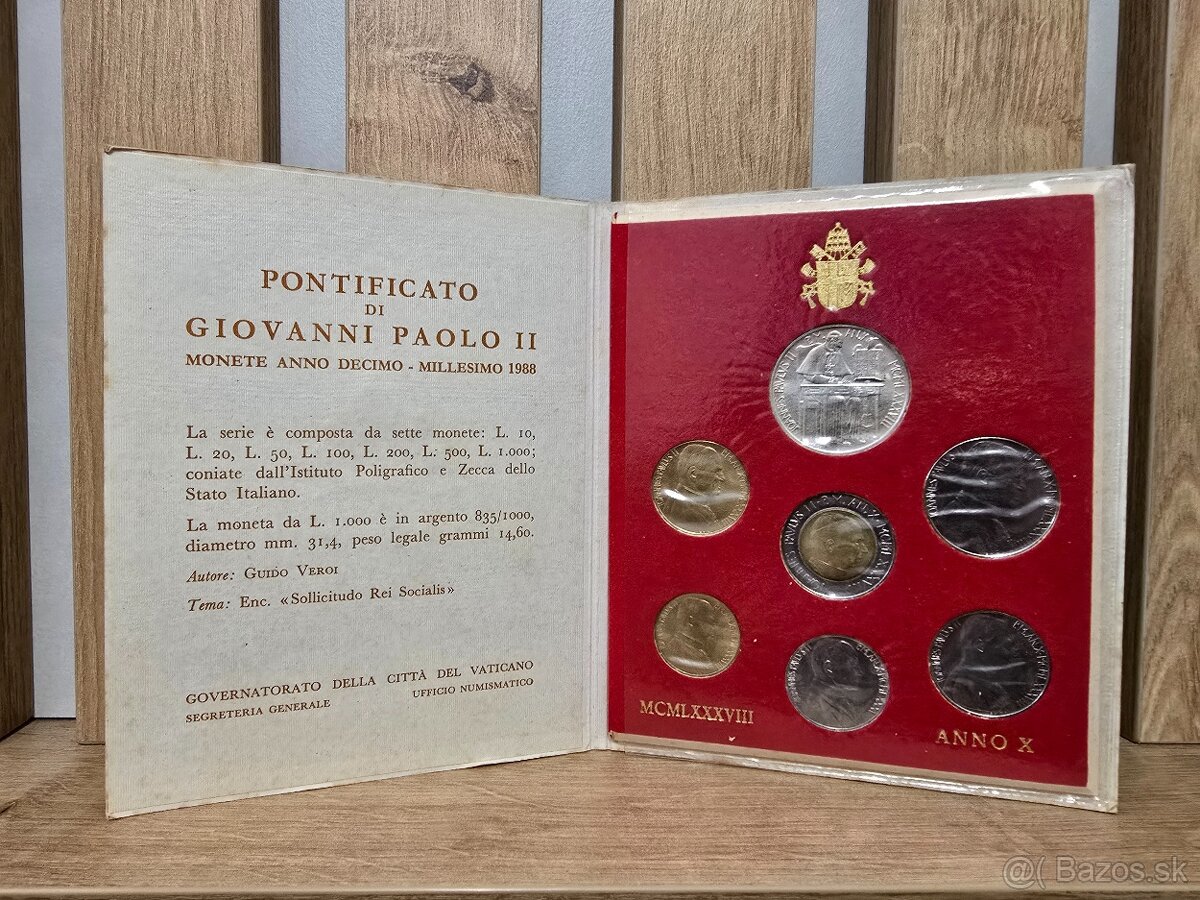 PONTIFICATO
DI
GIOVANNI PAOLO II
MONETE ANNO DECIMO - MILLESIMO 1988
La serie è composta da sette monete: L. 10,
L. 20, L. 50, L. 100, L. 200, L. 500, L. 1.000;
coniate dall'Istituto Poligrafico e Zecca dello
Stato Italiano.
La moneta da L. 1.000 è in argento 835/1000,
diametro mm. 31,4, peso legale grammi 14,60.
Autore: GUIDO VEROI
Tema: Enc. «Sollicitudo Rei Socialis»
GOVERNATORATO DELLA CITTÀ DEL VATICANO
SEGRETERIA GENERALE UFFICIO NUMISMATICO
MCMLXXXVIII
ANNO X
Bazos.sk